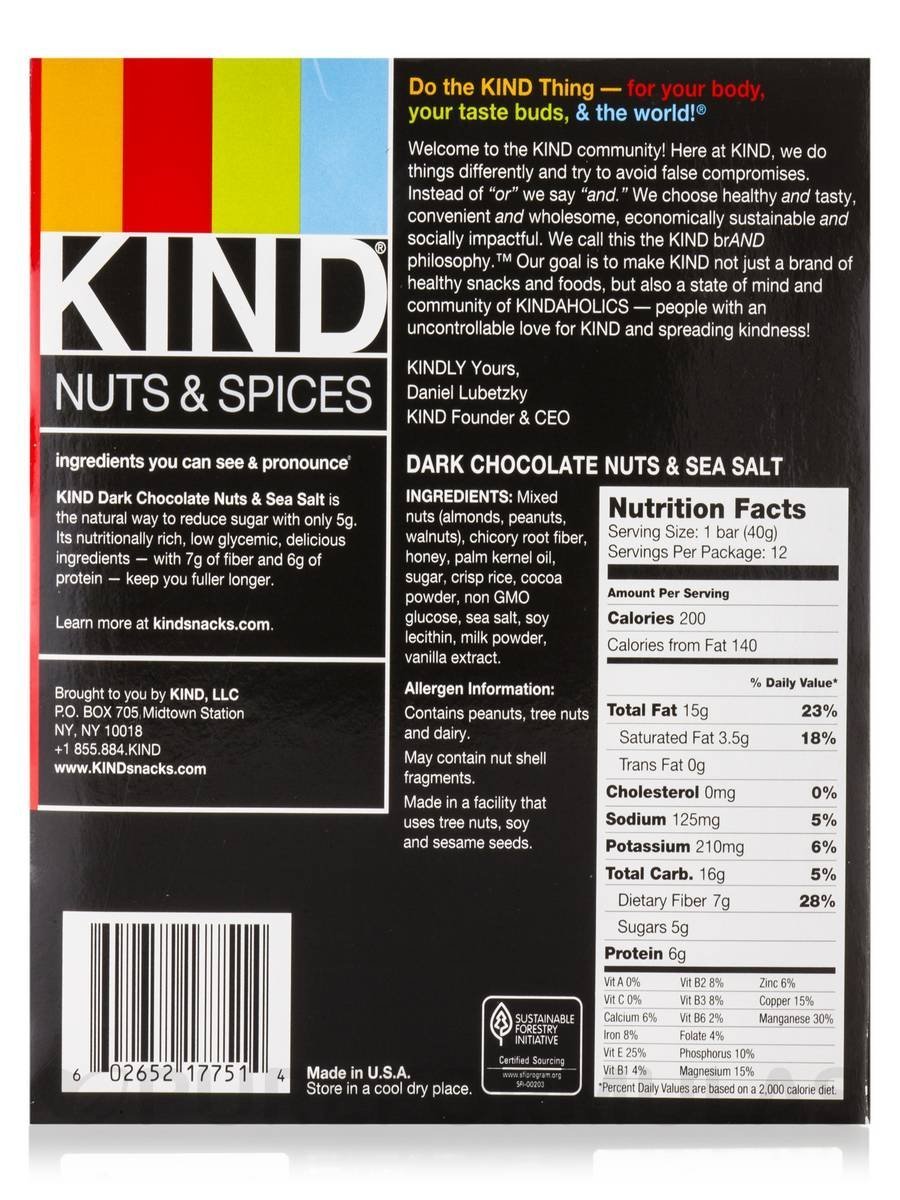 KIND®
NUTS & SPICES
ingredients you can see & pronounce®
KIND Dark Chocolate Nuts & Sea Salt is
the natural way to reduce sugar with only 5g.
Its nutritionally rich, low glycemic, delicious
ingredients — with 7g of fiber and 6g of
protein — keep you fuller longer.
Learn more at kindsnacks.com.
Brought to you by KIND, LLC
P.O. BOX 705 Midtown Station
NY, NY 10018
+1 855.884.KIND
www.KINDsnacks.com
Do the KIND Thing — for your body,
your taste buds, & the world!®
Welcome to the KIND community! Here at KIND, we do
things differently and try to avoid false compromises.
Instead of “or” we say “and.” We choose healthy and tasty,
convenient and wholesome, economically sustainable and
socially impactful. We call this the KIND brAND
philosophy.™ Our goal is to make KIND not just a brand of
healthy snacks and foods, but also a state of mind and
community of KINDAHOLICS — people with an
uncontrollable love for KIND and spreading kindness!
KINDLY Yours,
Daniel Lubetzky
KIND Founder & CEO
DARK CHOCOLATE NUTS & SEA SALT
INGREDIENTS: Mixed
nuts (almonds, peanuts,
walnuts), chicory root fiber,
honey, palm kernel oil,
sugar, crisp rice, cocoa
powder, non GMO
glucose, sea salt, soy
lecithin, milk powder,
vanilla extract.
Allergen Information:
Contains peanuts, tree nuts
and dairy.
May contain nut shell
fragments.
Made in a facility that
uses tree nuts, soy
and sesame seeds.
Nutrition Facts
Serving Size: 1 bar (40g)
Servings Per Package: 12
Amount Per Serving
Calories 200
Calories from Fat 140
% Daily Value*
Total Fat 15g 23%
Saturated Fat 3.5g 18%
Trans Fat 0g
Cholesterol 0mg 0%
Sodium 125mg 5%
Potassium 210mg 6%
Total Carb. 16g 5%
Dietary Fiber 7g 28%
Sugars 5g
Protein 6g
Vit A 0% Vit B2 8% Zinc 6%
Vit C 0% Vit B3 8% Copper 15%
Calcium 6% Vit B6 2% Manganese 30%
Iron 8% Folate 4%
Vit E 25% Phosphorus 10%
Vit B1 4% Magnesium 15%
*Percent Daily Values are based on a 2,000 calorie diet.
6 02652 17751 4
Made in U.S.A.
Store in a cool dry place.
SUSTAINABLE
FORESTRY
INITIATIVE
Certified Sourcing
www.sfiprogram.org
SFI-00203